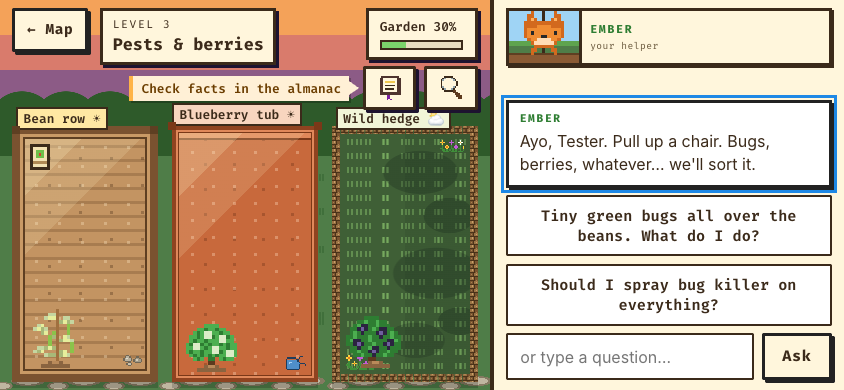 ← Map
LEVEL 3
Pests & berries
Garden 30%
Check facts in the almanac
Bean row ☀
Blueberry tub ☀
Wild hedge ⛅
EMBER
your helper
EMBER
Ayo, Tester. Pull up a chair. Bugs,
berries, whatever... we'll sort it.
Tiny green bugs all over the
beans. What do I do?
Should I spray bug killer on
everything?
or type a question...
Ask